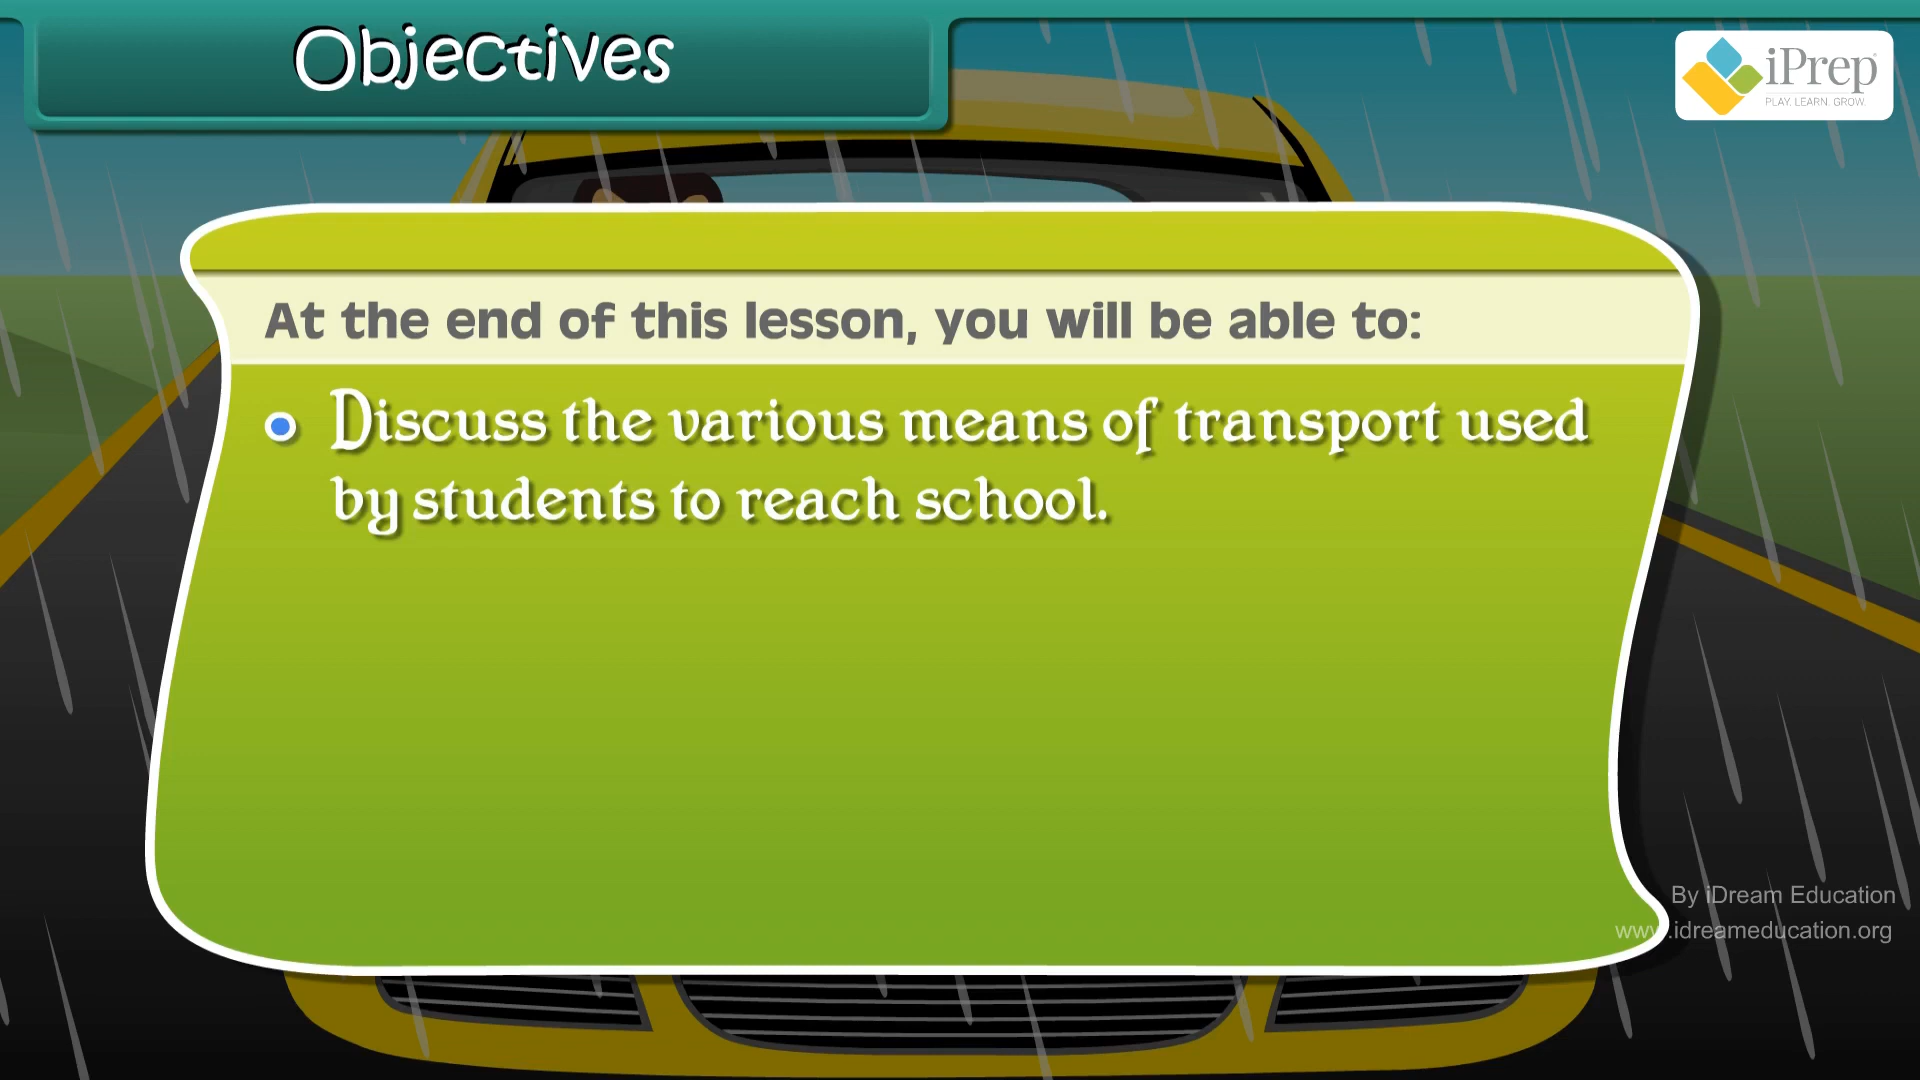 Objectives
iPrep
PLAY. LEARN. GROW.
At the end of this lesson, you will be able to:
Discuss the various means of transport used
by students to reach school.
By iDream Education
www.idreameducation.org